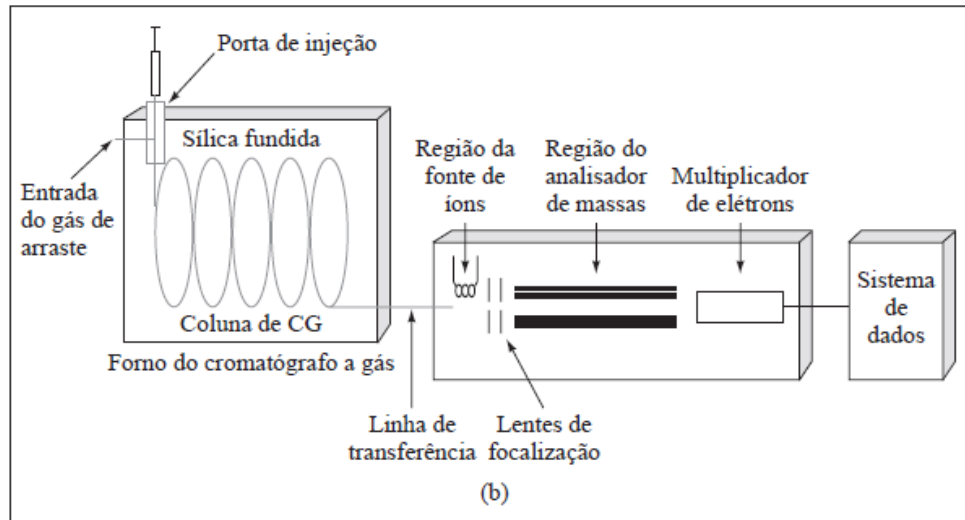 Porta de injeção
Sílica fundida
Entrada
do gás de
arraste
Coluna de CG
Forno do cromatógrafo a gás
Região da
fonte de
íons
Região do
analisador
de massas
Multiplicador
de elétrons
Sistema
de
dados
Linha de
transferência
Lentes de
focalização
(b)